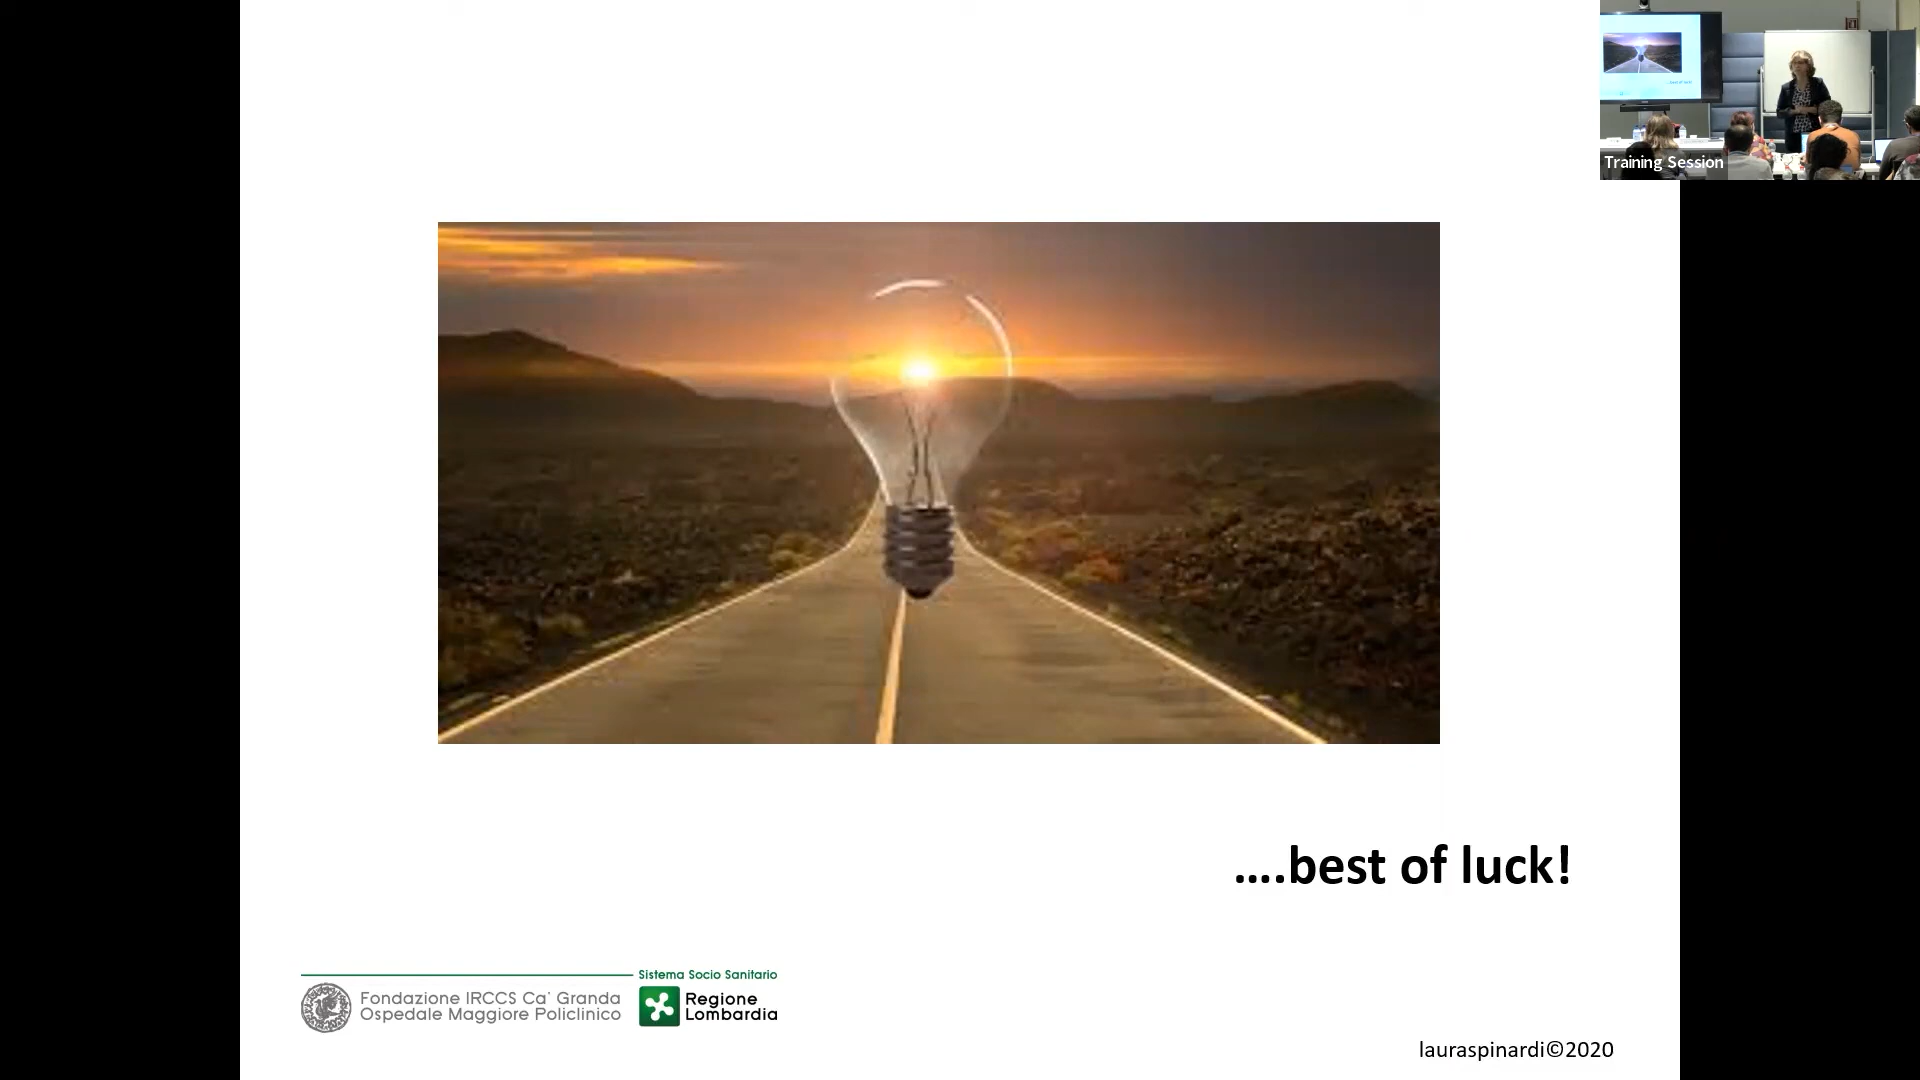 Training Session
....best of luck!
Sistema Socio Sanitario
Fondazione IRCCS Ca' Granda
Ospedale Maggiore Policlinico
Regione
Lombardia
lauraspinardi©2020